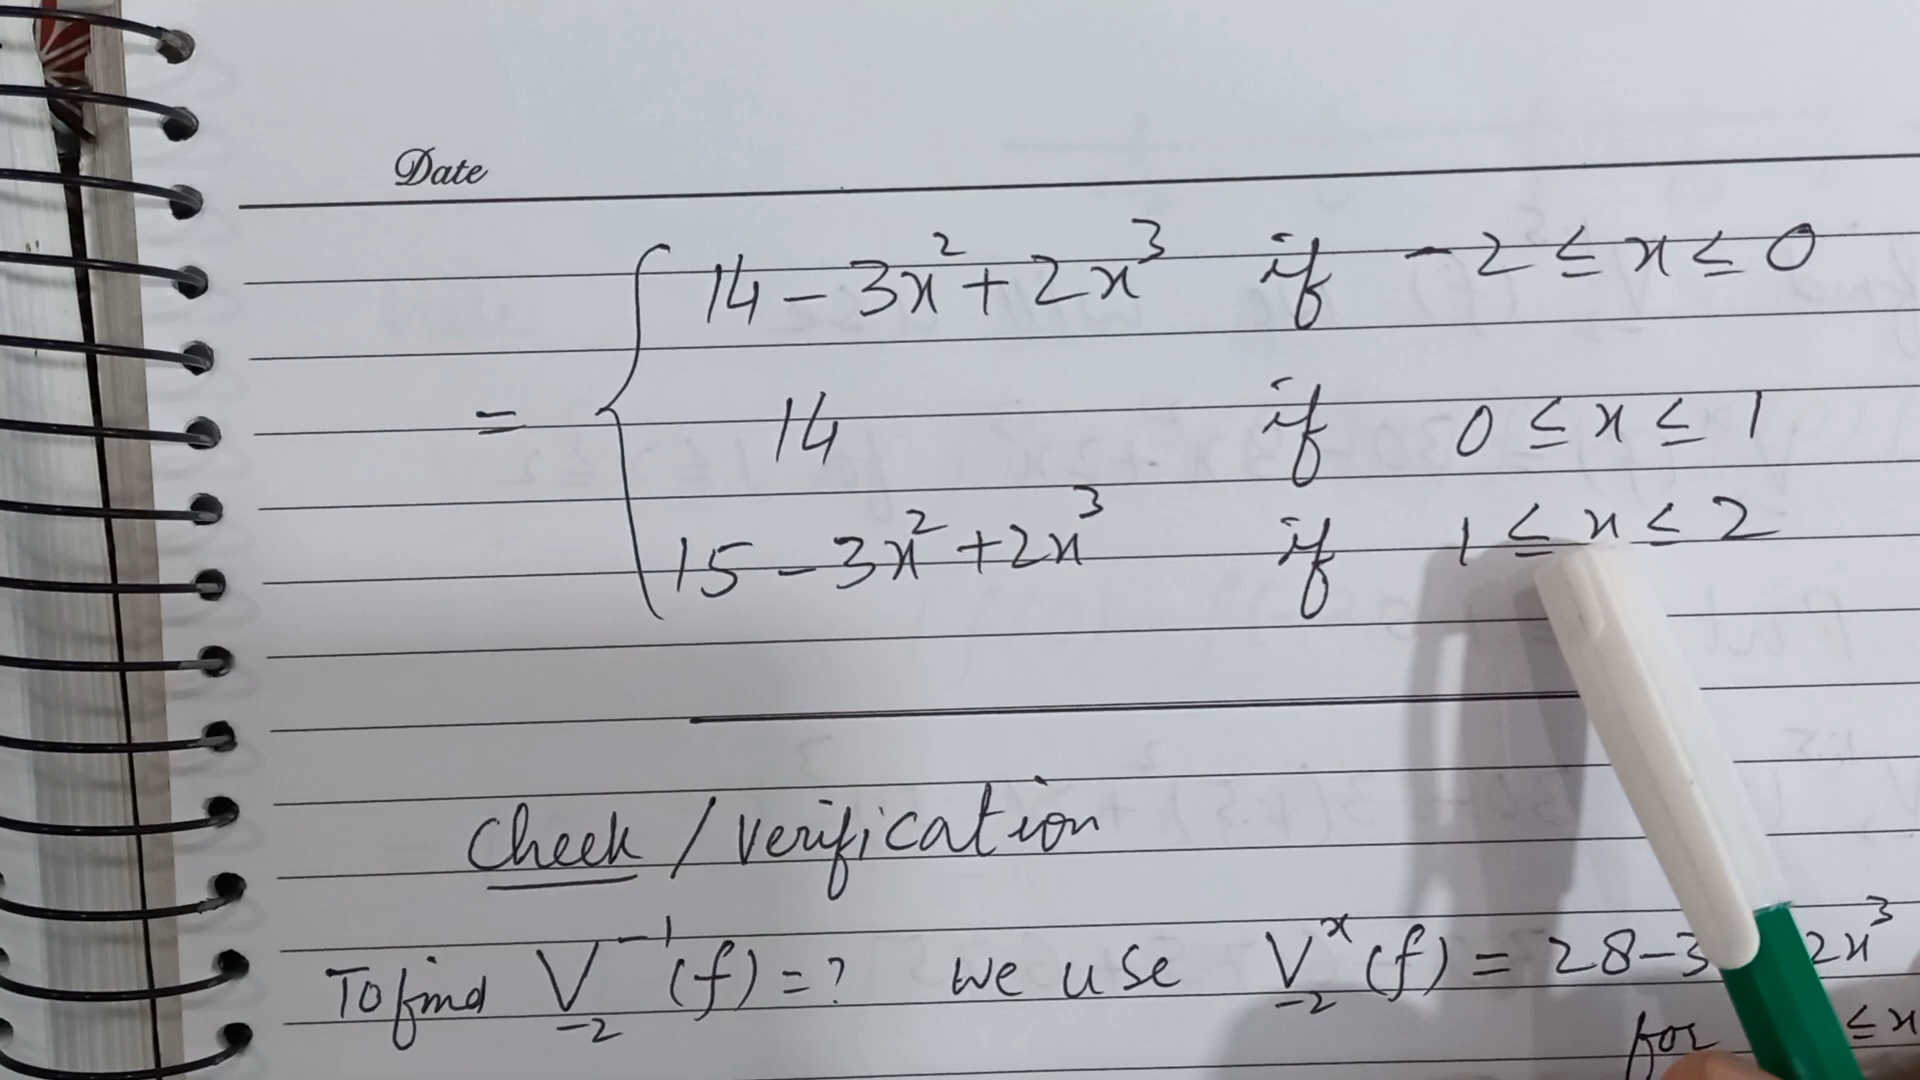 Date
14 - 3x² + 2x³ if -2 ≤ x ≤ 0
= { 14 if 0 ≤ x ≤ 1
15 - 3x² + 2x³ if 1 ≤ x ≤ 2
Check / verification
To find V₋₂⁻¹(f) = ? we use V₋₂ˣ(f) = 28 - 3 2x³
for ≤ x